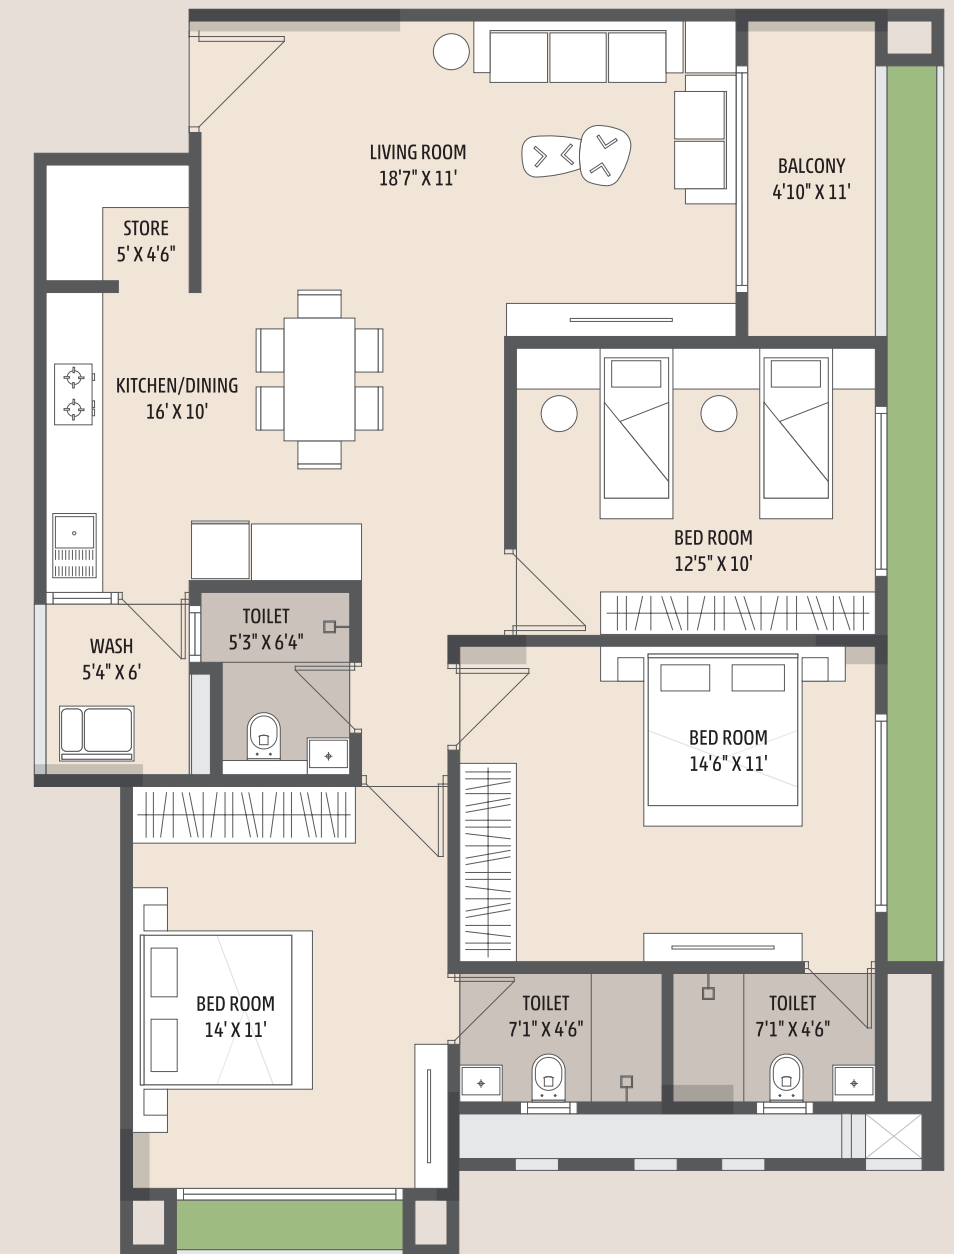 LIVING ROOM
18'7" X 11'
BALCONY
4'10" X 11'
STORE
5' X 4'6"
KITCHEN/DINING
16' X 10'
BED ROOM
12'5" X 10'
TOILET
5'3" X 6'4"
WASH
5'4" X 6'
BED ROOM
14'6" X 11'
BED ROOM
14' X 11'
TOILET
7'1" X 4'6"
TOILET
7'1" X 4'6"